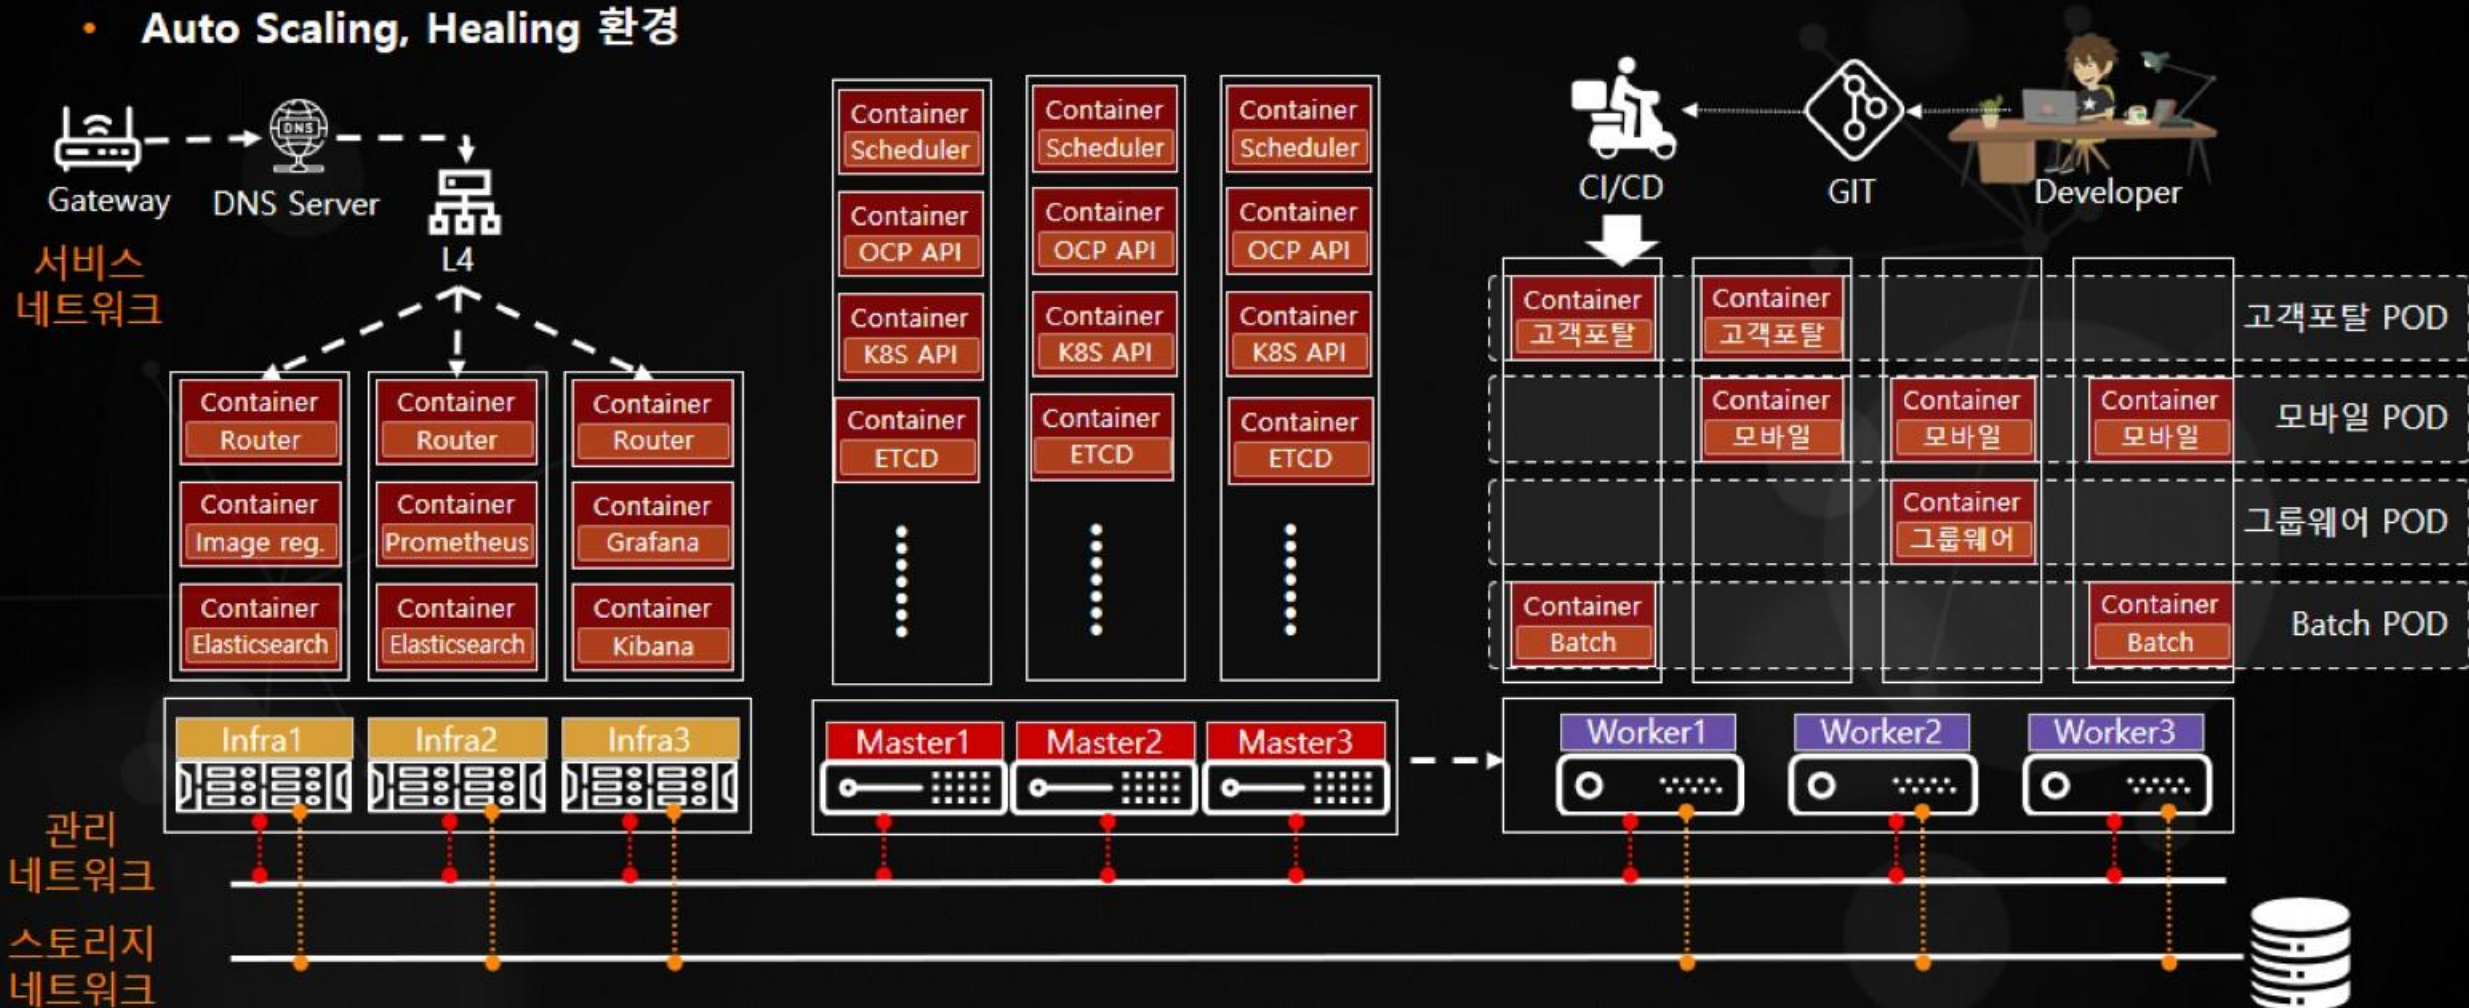 • Auto Scaling, Healing 환경
Gateway
DNS
DNS Server
L4
서비스
네트워크
Container
Router
Container
Image reg.
Container
Elasticsearch
Container
Router
Container
Prometheus
Container
Elasticsearch
Container
Router
Container
Grafana
Container
Kibana
Infra1
Infra2
Infra3
Container
Scheduler
Container
OCP API
Container
K8S API
Container
ETCD
Container
Scheduler
Container
OCP API
Container
K8S API
Container
ETCD
Container
Scheduler
Container
OCP API
Container
K8S API
Container
ETCD
Master1
Master2
Master3
CI/CD
GIT
Developer
Container
고객포탈
Container
고객포탈
고객포탈 POD
Container
모바일
Container
모바일
Container
모바일
모바일 POD
Container
그룹웨어
그룹웨어 POD
Container
Batch
Container
Batch
Batch POD
Worker1
Worker2
Worker3
관리
네트워크
스토리지
네트워크